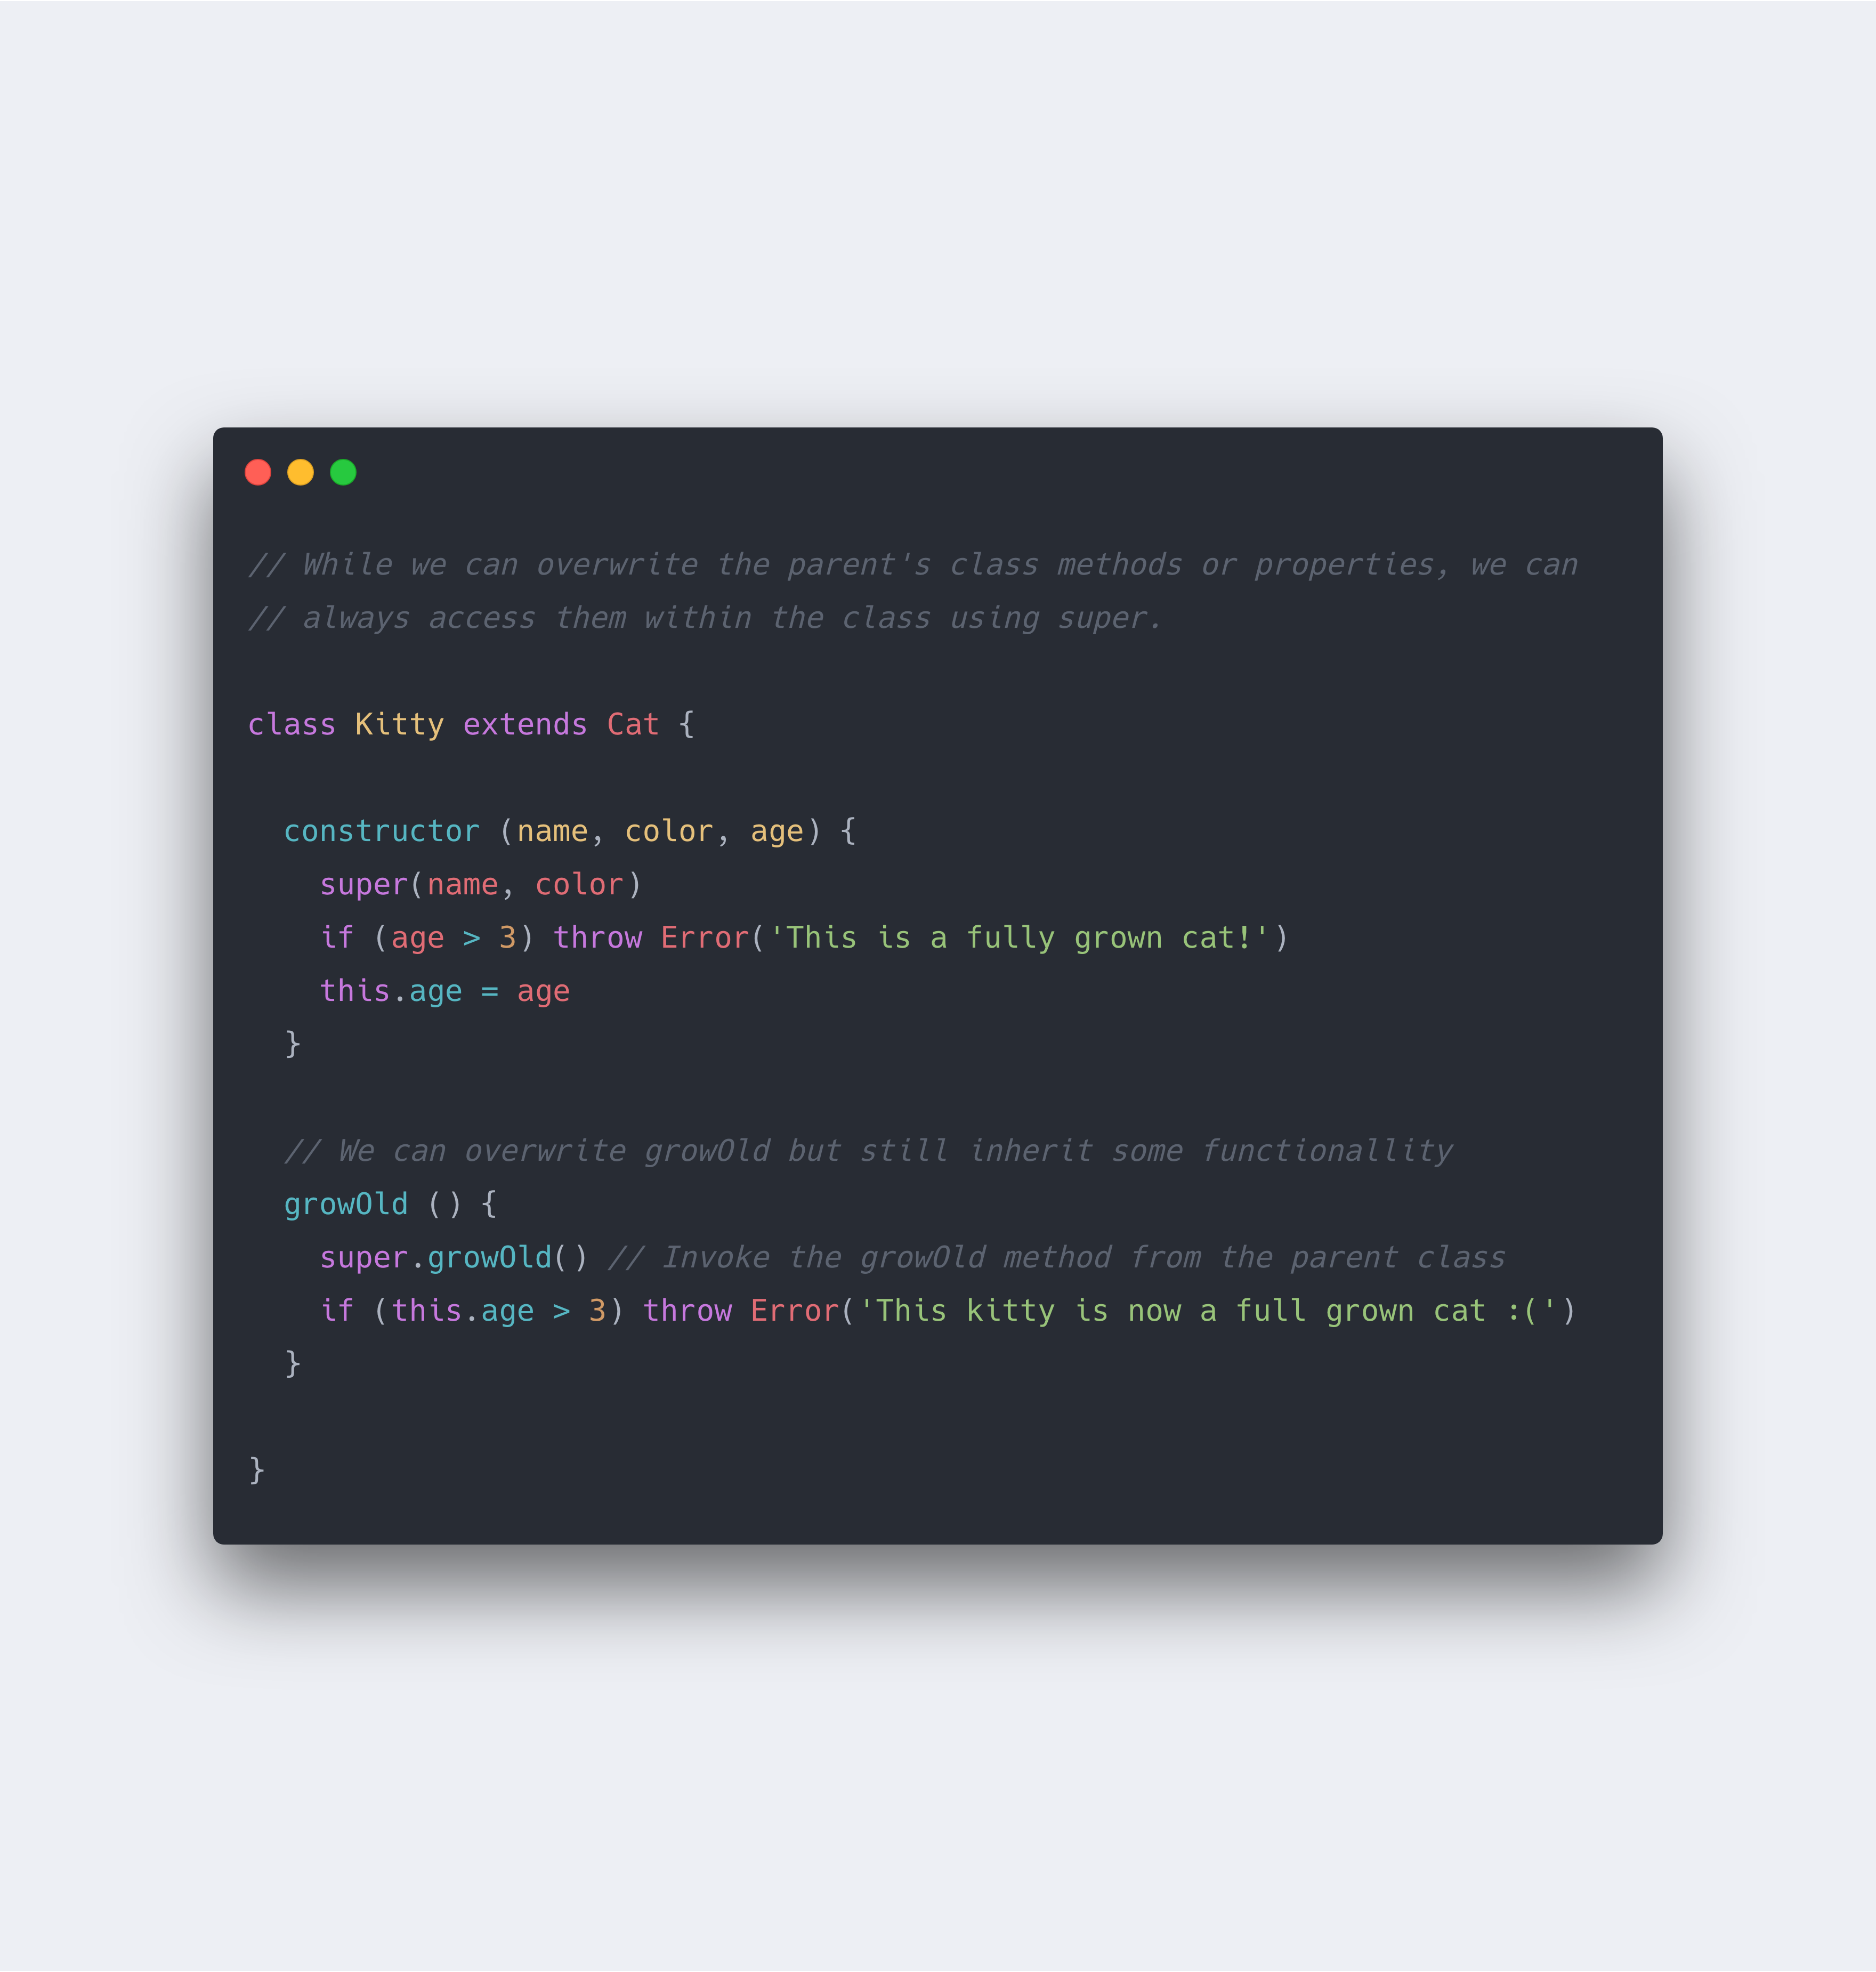 // While we can overwrite the parent's class methods or properties, we can
// always access them within the class using super.
class Kitty extends Cat {
constructor (name, color, age) {
super(name, color)
if (age > 3) throw Error('This is a fully grown cat!')
this.age = age
}
// We can overwrite growOld but still inherit some functionallity
growOld () {
super.growOld() // Invoke the growOld method from the parent class
if (this.age > 3) throw Error('This kitty is now a full grown cat :(')
}
}